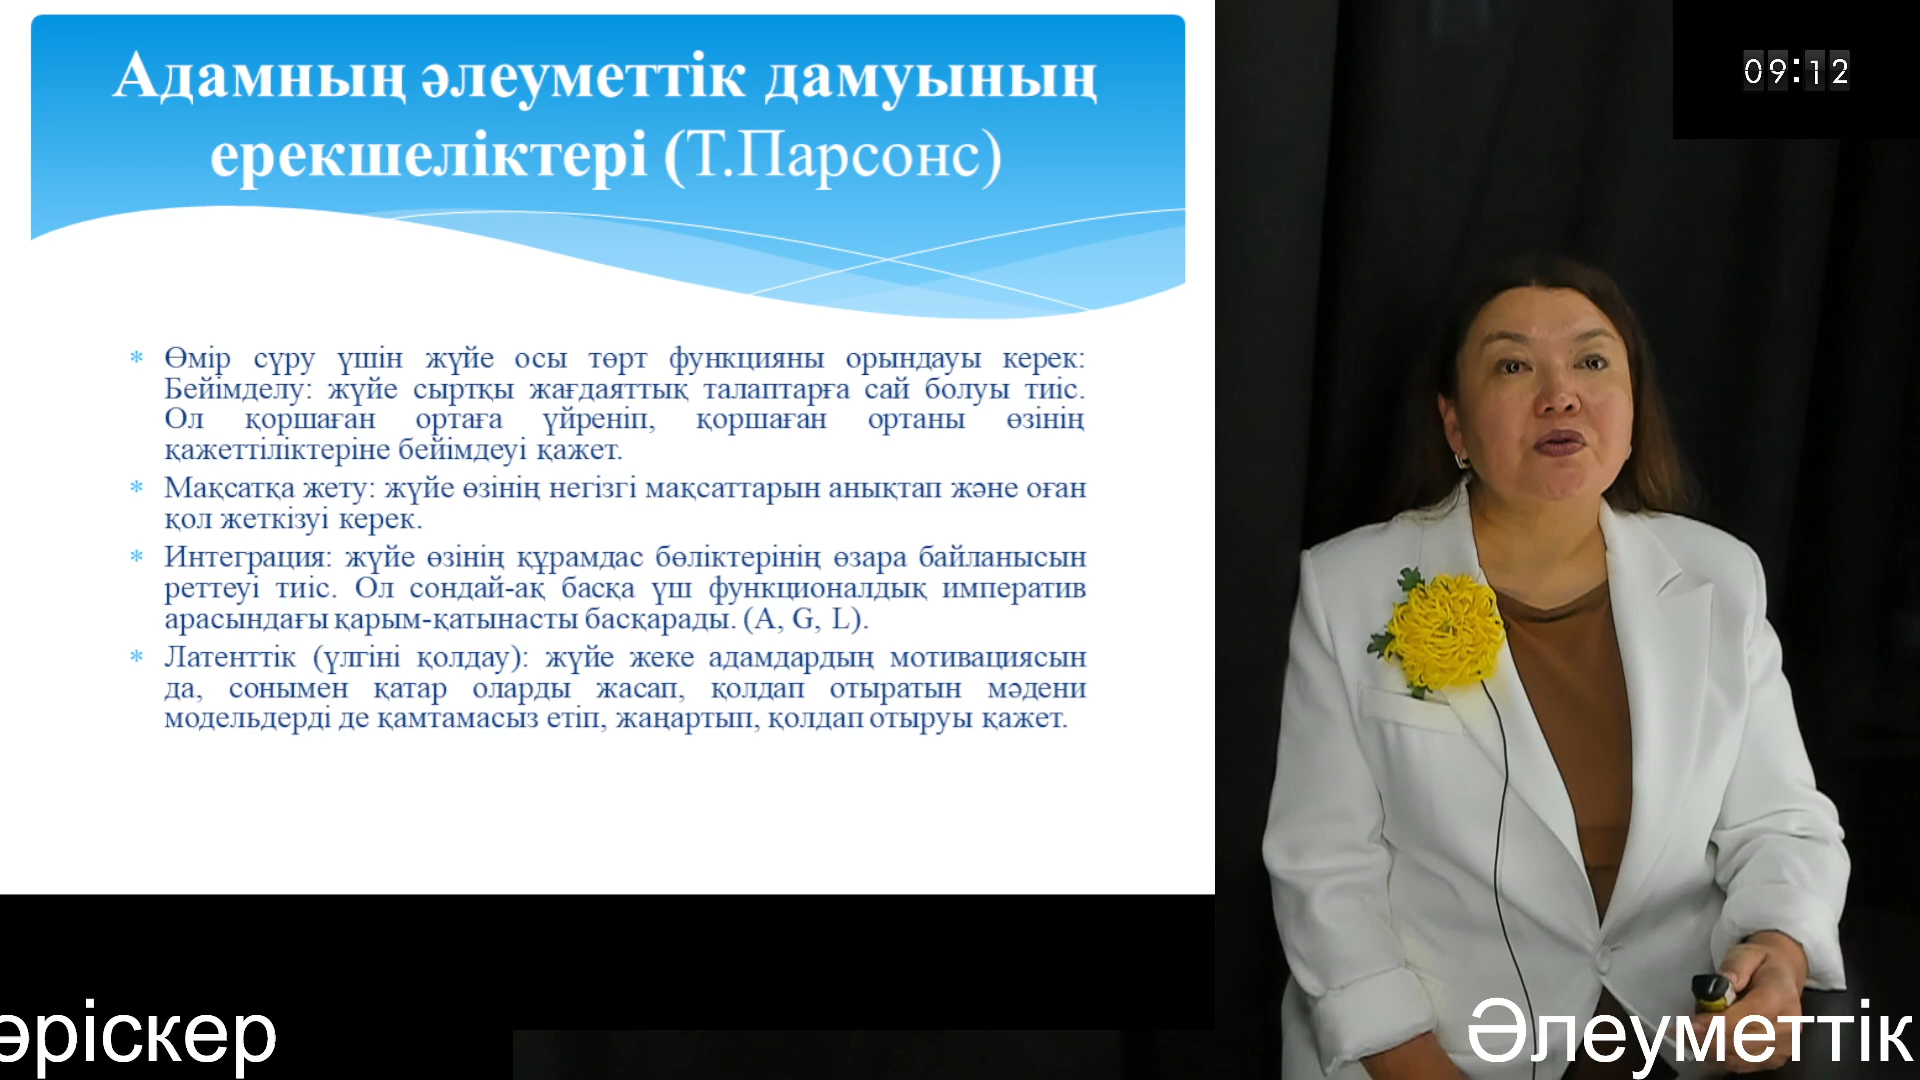 Адамның әлеуметтік дамуының
ерекшеліктері (Т.Парсонс)
Өмір сүру үшін жүйе осы төрт функцияны орындауы керек:
Бейімделу: жүйе сыртқы жағдаяттық талаптарға сай болуы тиіс.
Ол қоршаған ортаға үйреніп, қоршаған ортаны өзінің
қажеттіліктеріне бейімдеуі қажет.
Мақсатқа жету: жүйе өзінің негізгі мақсаттарын анықтап және оған
қол жеткізуі керек.
Интеграция: жүйе өзінің құрамдас бөліктерінің өзара байланысын
реттеуі тиіс. Ол сондай-ақ басқа үш функционалдық императив
арасындағы қарым-қатынасты басқарады. (A, G, L).
Латенттік (үлгіні қолдау): жүйе жеке адамдардың мотивациясын
да, сонымен қатар оларды жасап, қолдап отыратын мәдени
модельдерді де қамтамасыз етіп, жаңартып, қолдап отыруы қажет.
09:12
әріскер
Әлеуметтік